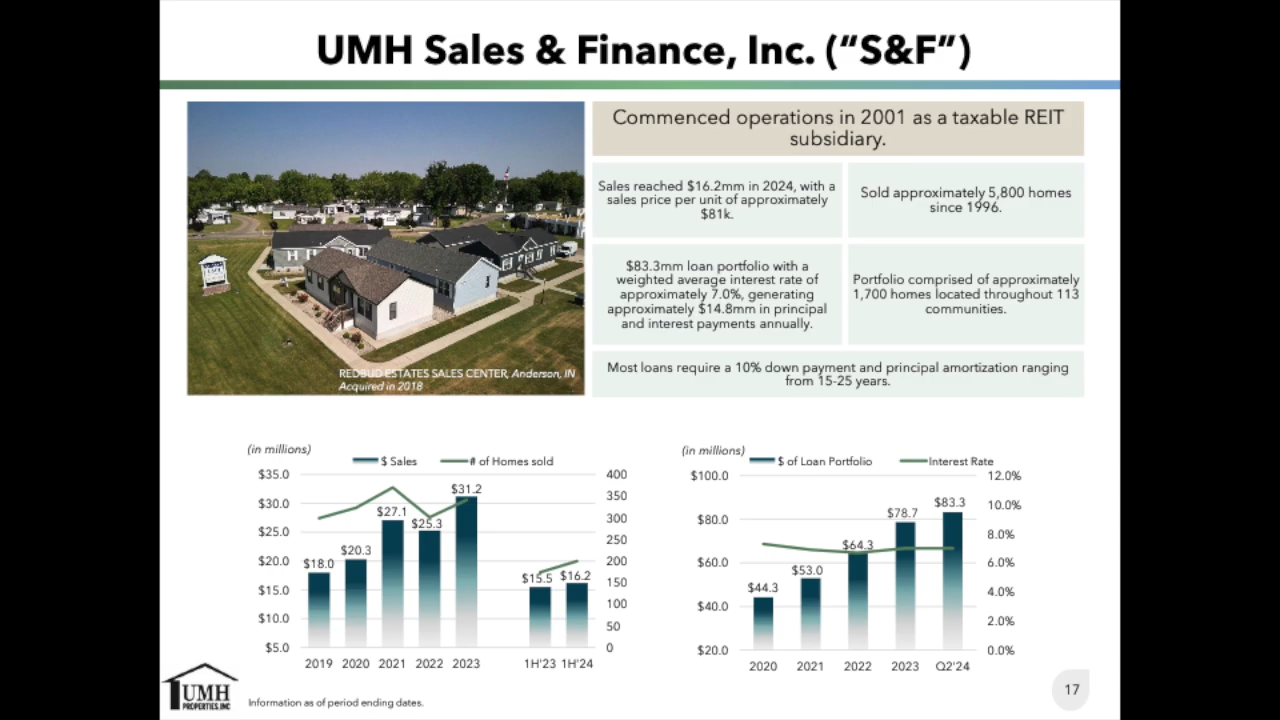 UMH Sales & Finance, Inc. (“S&F”)
Commenced operations in 2001 as a taxable REIT
subsidiary.
Sales reached $16.2mm in 2024, with a
sales price per unit of approximately
$81k.
Sold approximately 5,800 homes
since 1996.
$83.3mm loan portfolio with a
weighted average interest rate of
approximately 7.0%, generating
approximately $14.8mm in principal
and interest payments annually.
Portfolio comprised of approximately
1,700 homes located throughout 113
communities.
Most loans require a 10% down payment and principal amortization ranging
from 15-25 years.
REDBUD ESTATES SALES CENTER, Anderson, IN
Acquired in 2018
(in millions)
$ Sales
# of Homes sold
$35.0
$30.0
$25.0
$20.0
$15.0
$10.0
$5.0
$18.0
$20.3
$27.1
$25.3
$31.2
$15.5
$16.2
400
350
300
250
200
150
100
50
0
2019
2020
2021
2022
2023
1H'23
1H'24
(in millions)
$ of Loan Portfolio
Interest Rate
$100.0
$80.0
$60.0
$40.0
$20.0
$44.3
$53.0
$64.3
$78.7
$83.3
12.0%
10.0%
8.0%
6.0%
4.0%
2.0%
0.0%
2020
2021
2022
2023
Q2'24
UMH
PROPERTIES, INC
Information as of period ending dates.
17